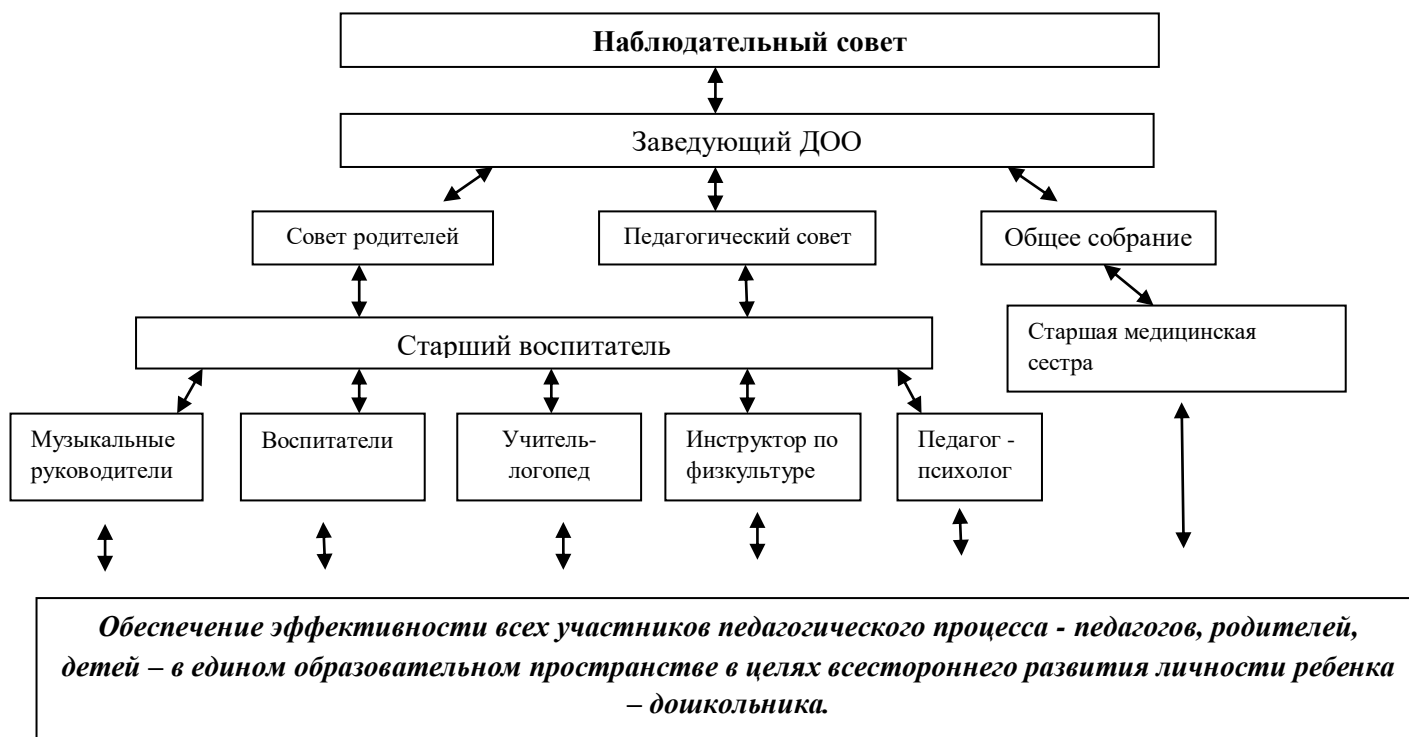 Наблюдательный совет
Заведующий ДОО
Совет родителей
Педагогический совет
Общее собрание
Старший воспитатель
Старшая медицинская
сестра
Музыкальные
руководители
Воспитатели
Учитель-
логопед
Инструктор по
физкультуре
Педагог -
психолог
Обеспечение эффективности всех участников педагогического процесса - педагогов, родителей,
детей – в едином образовательном пространстве в целях всестороннего развития личности ребенка
– дошкольника.